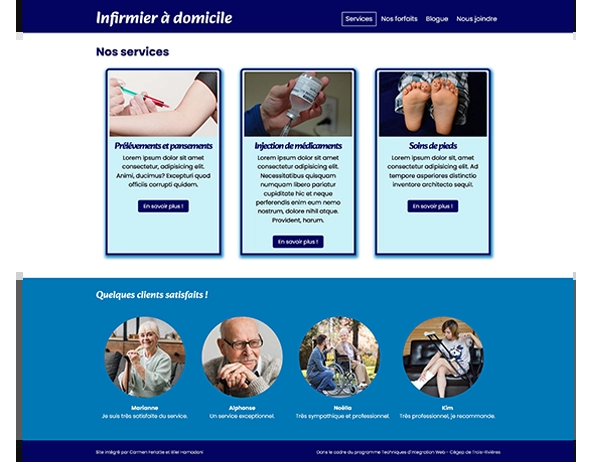 Infirmier à domicile
Services Nos forfaits Blogue Nous joindre
Nos services
Prélèvements et pansements
Lorem ipsum dolor sit amet
consectetur, adipisicing elit.
Animi, ducimus? Excepturi quod
officiis corrupti quidem.
En savoir plus !
Injection de médicaments
Lorem ipsum dolor sit amet
consectetur, adipisicing elit.
Necessitatibus quisquam
numquam libero pariatur
cupiditate hic et neque
perferendis enim eum nemo
nostrum, dolore nihil atque.
Provident, harum.
En savoir plus !
Soins de pieds
Lorem ipsum dolor sit amet
consectetur, adipisicing elit. Ad
tempore asperiores distinctio
inventore architecto sequi!.
En savoir plus !
Quelques clients satisfaits !
Marianne
Je suis très satisfaite du service.
Alphonse
Un service exceptionnel.
Noëlla
Très sympathique et professionnel.
Kim
Très professionnel, je recommande.
Site intégré par Carmen Feriatte et Bilel Hamadani
Dans le cadre du programme Techniques d'intégration Web - Cégep de Trois-Rivières